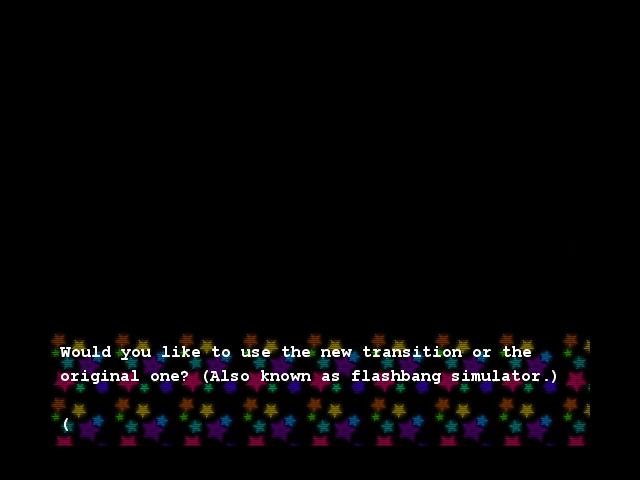 Would you like to use the new transition or the
original one? (Also known as flashbang simulator.)
(